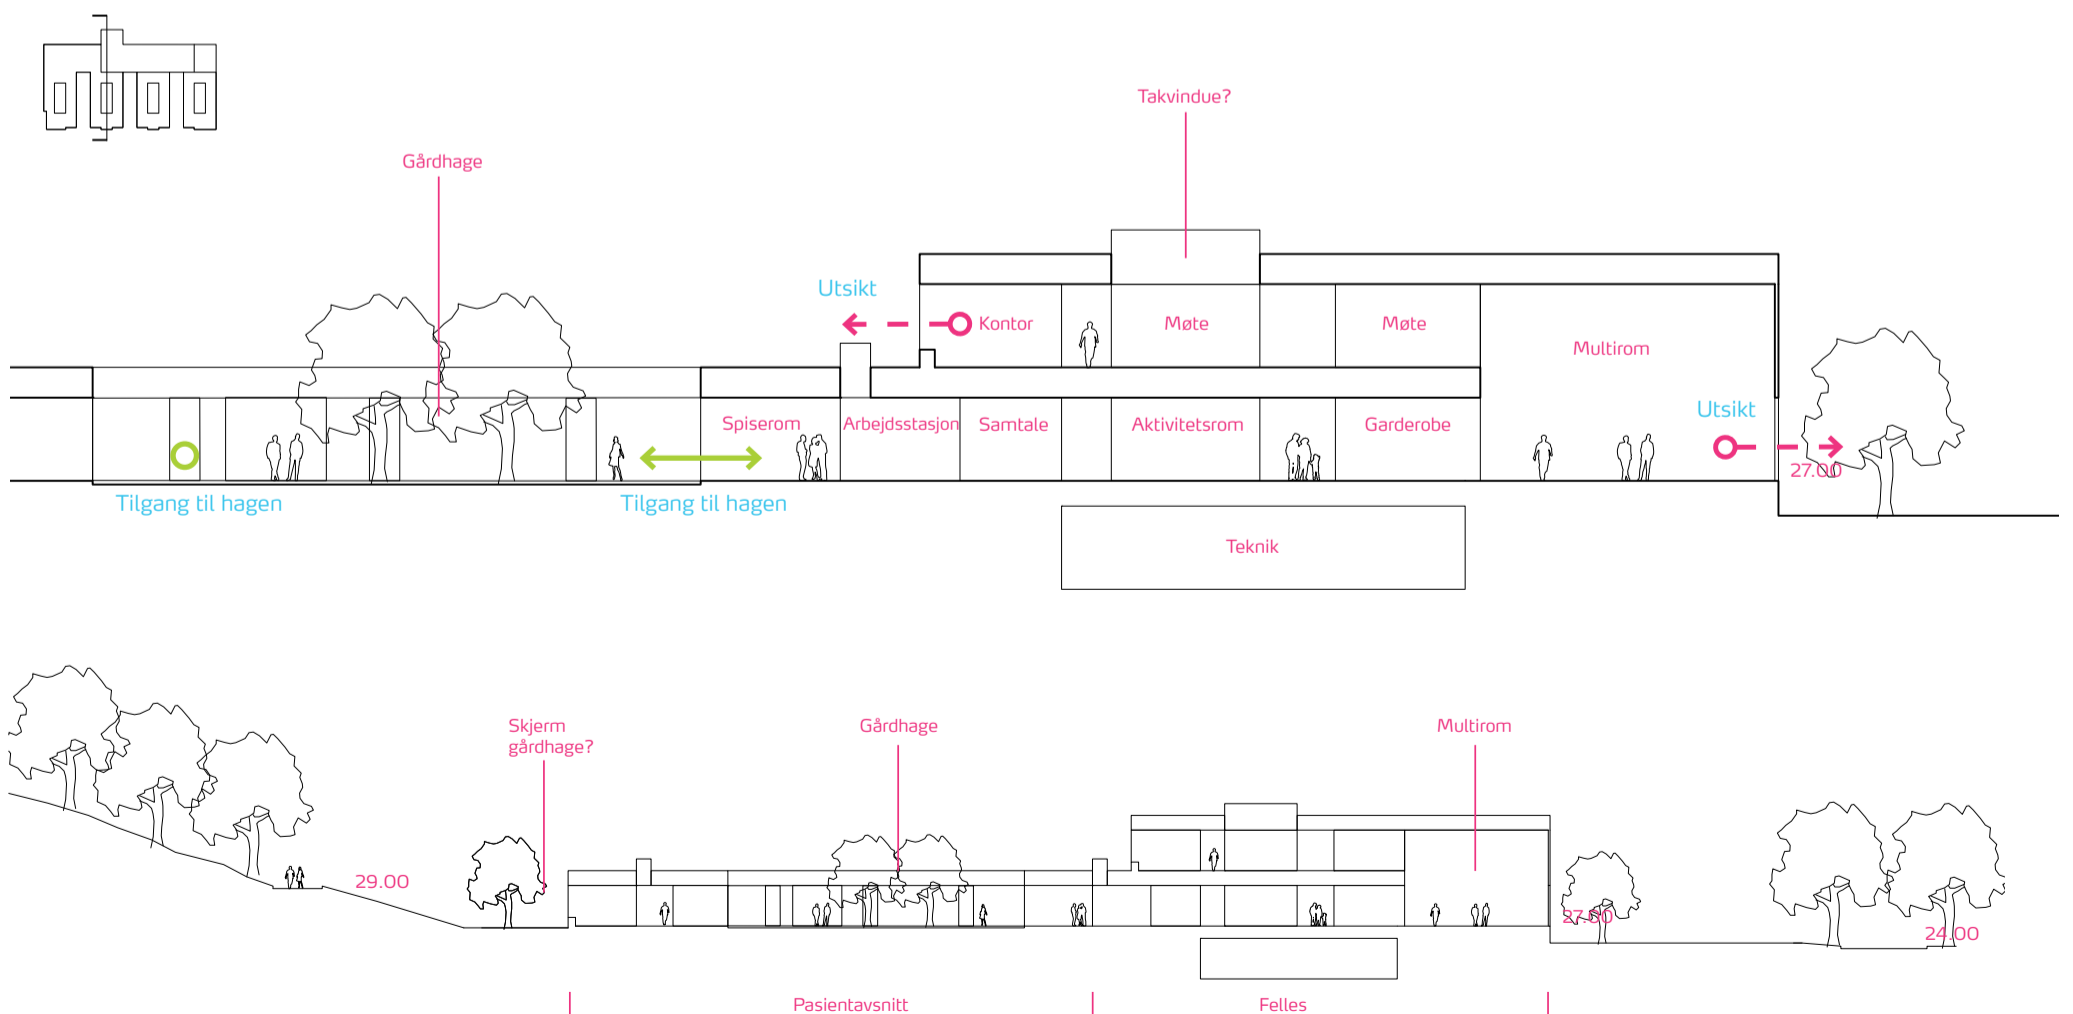 Takvindue?
Gårdhage
Utsikt
Kontor
Møte
Møte
Multirom
Utsikt
Spiserom
Arbejdsstasjon
Samtale
Aktivitetsrom
Garderobe
27.00
Tilgang til hagen
Tilgang til hagen
Teknik
Skjerm
gårdhage?
Gårdhage
Multirom
29.00
27.00
24.00
Pasientavsnitt
Felles